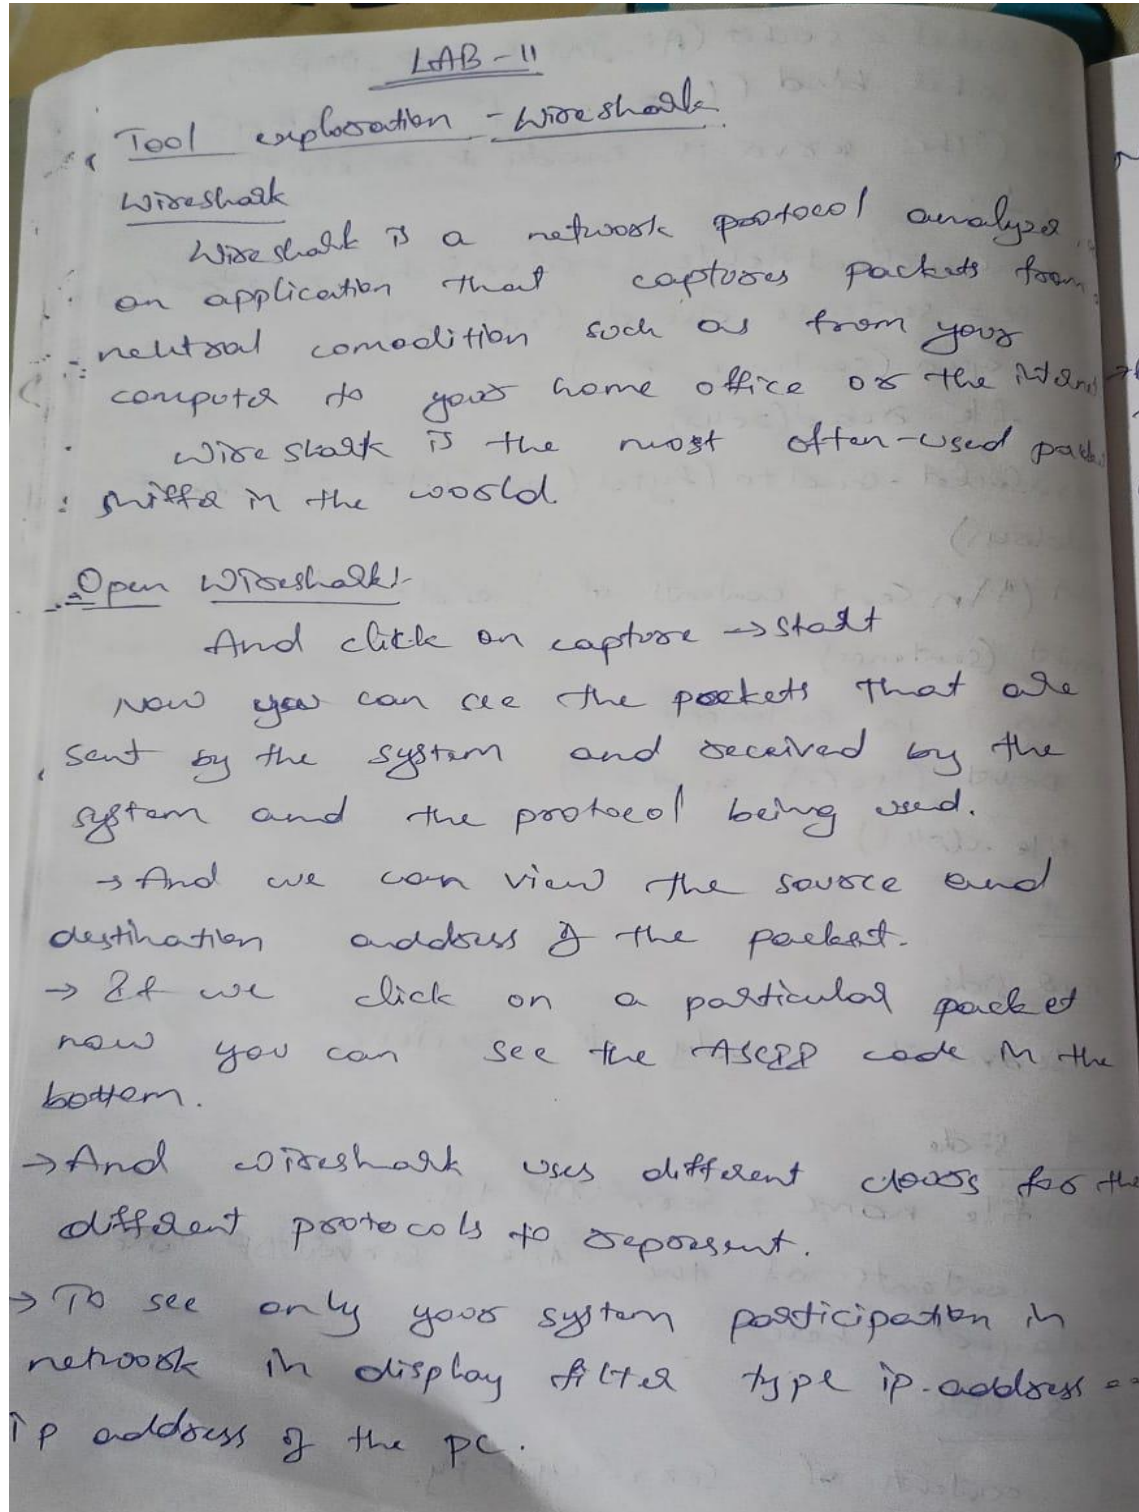 LAB - 11
Tool exploration - Wireshark
Wireshark
Wireshark is a network protocol analyzer,
an application that captures packets from
neutral comodition such as from your
computer to your home office or the
Wire shark is the most often-used
sniffer in the world.
Open Wireshark:-
And click on capture → start
Now you can see the packets that are
sent by the system and received by the
system and the protocol being used.
→ And we can view the source and
destination address of the packet.
→ If we click on a particular packet
now you can see the ASCII code in the
bottom.
→ And wireshark uses different cloors for the
different protocols to represent.
→ To see only your system participation in
network in display filter type ip.address ==
ip address of the pc.